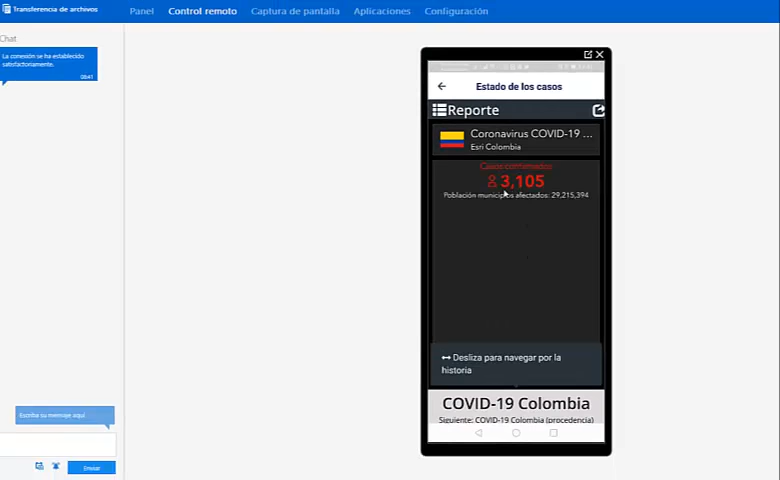 Transferencia de archivos
Panel
Control remoto
Captura de pantalla
Aplicaciones
Configuración
Chat
La conexión se ha establecido
satisfactoriamente.
Estado de los casos
Reporte
Coronavirus COVID-19 ...
Esri Colombia
Casos confirmados
3,105
Población municipios afectados: 29,215,394
Desliza para navegar por la
historia
COVID-19 Colombia
Siguiente: COVID-19 Colombia (procedencia)
Escriba su mensaje aquí
Enviar